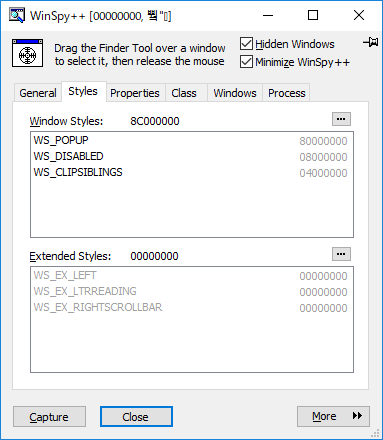 WinSpy++ [00000000, 뾀"▯]
Drag the Finder Tool over a window
to select it, then release the mouse
Hidden Windows
Minimize WinSpy++
General Styles Properties Class Windows Process
Window Styles: 8C000000 ...
WS_POPUP 80000000
WS_DISABLED 08000000
WS_CLIPSIBLINGS 04000000
Extended Styles: 00000000 ...
WS_EX_LEFT 00000000
WS_EX_LTRREADING 00000000
WS_EX_RIGHTSCROLLBAR 00000000
Capture Close More